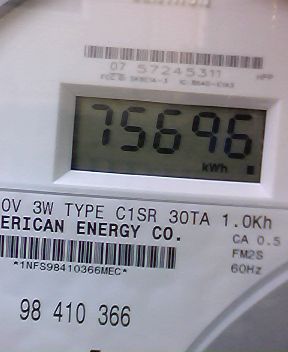 07 57245311
75696
kWh
0V 3W TYPE C1SR 30TA 1.0Kh
ERICAN ENERGY CO.
CA 0.5
FM2S
60Hz
*1NFS98410366MEC*
98 410 366